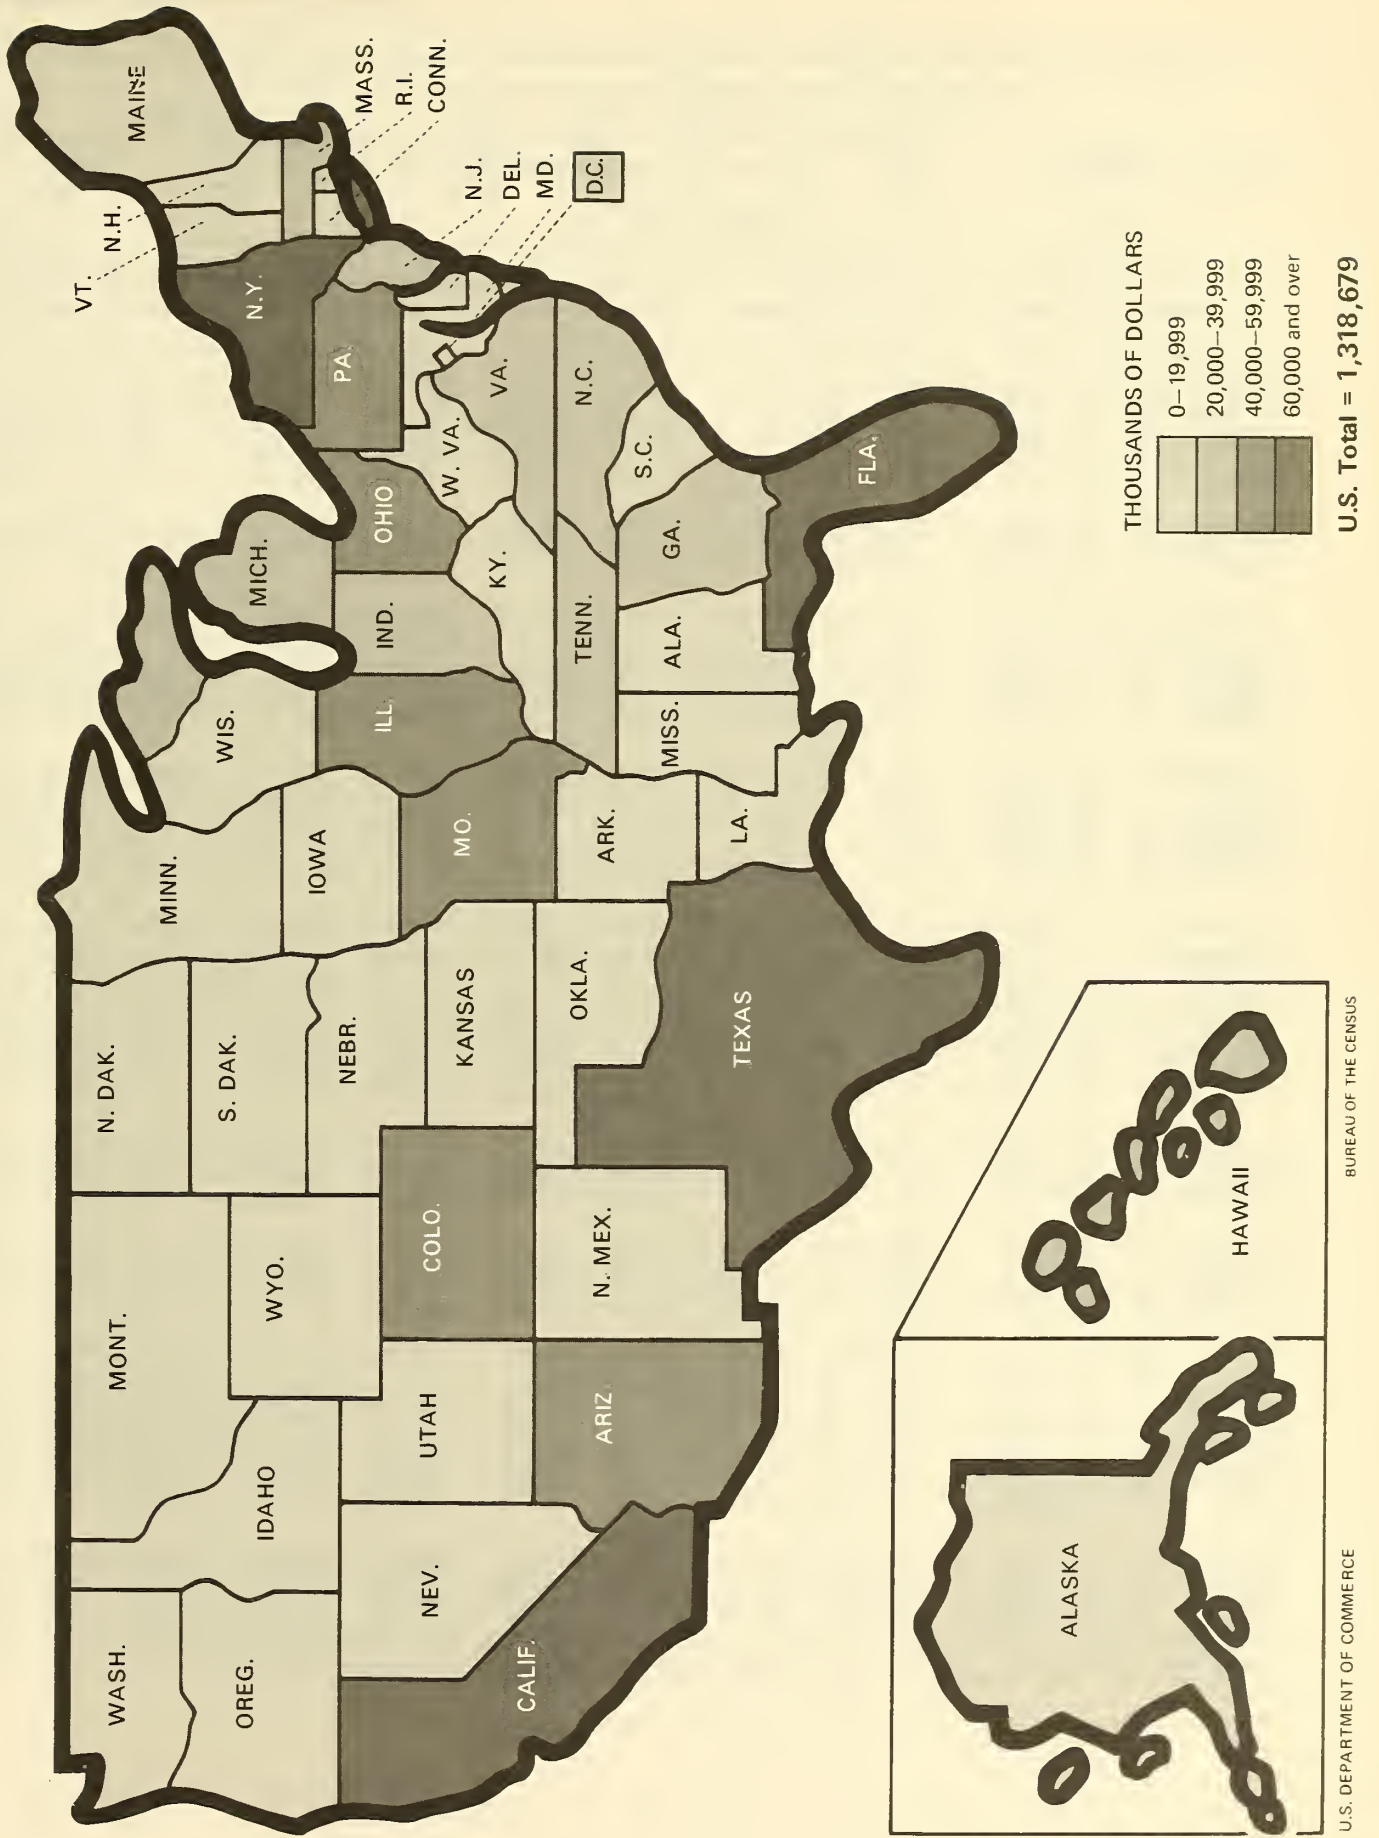 WASH.
OREG.
CALIF.
IDAHO
NEV.
MONT.
WYO.
UTAH
ARIZ.
COLO.
N. MEX.
N. DAK.
S. DAK.
NEBR.
KANSAS
OKLA.
TEXAS
MINN.
IOWA
MO.
ARK.
LA.
WIS.
ILL.
MISS.
MICH.
IND.
OHIO
KY.
TENN.
ALA.
GA.
FLA.
S.C.
N.C.
VA.
W. VA.
PA.
N.Y.
VT.
N.H.
MAINE
MASS.
R.I.
CONN.
N.J.
DEL.
MD.
D.C.
ALASKA
HAWAII
THOUSANDS OF DOLLARS
0–19,999
20,000–39,999
40,000–59,999
60,000 and over
U.S. Total = 1,318,679
U.S. DEPARTMENT OF COMMERCE
BUREAU OF THE CENSUS